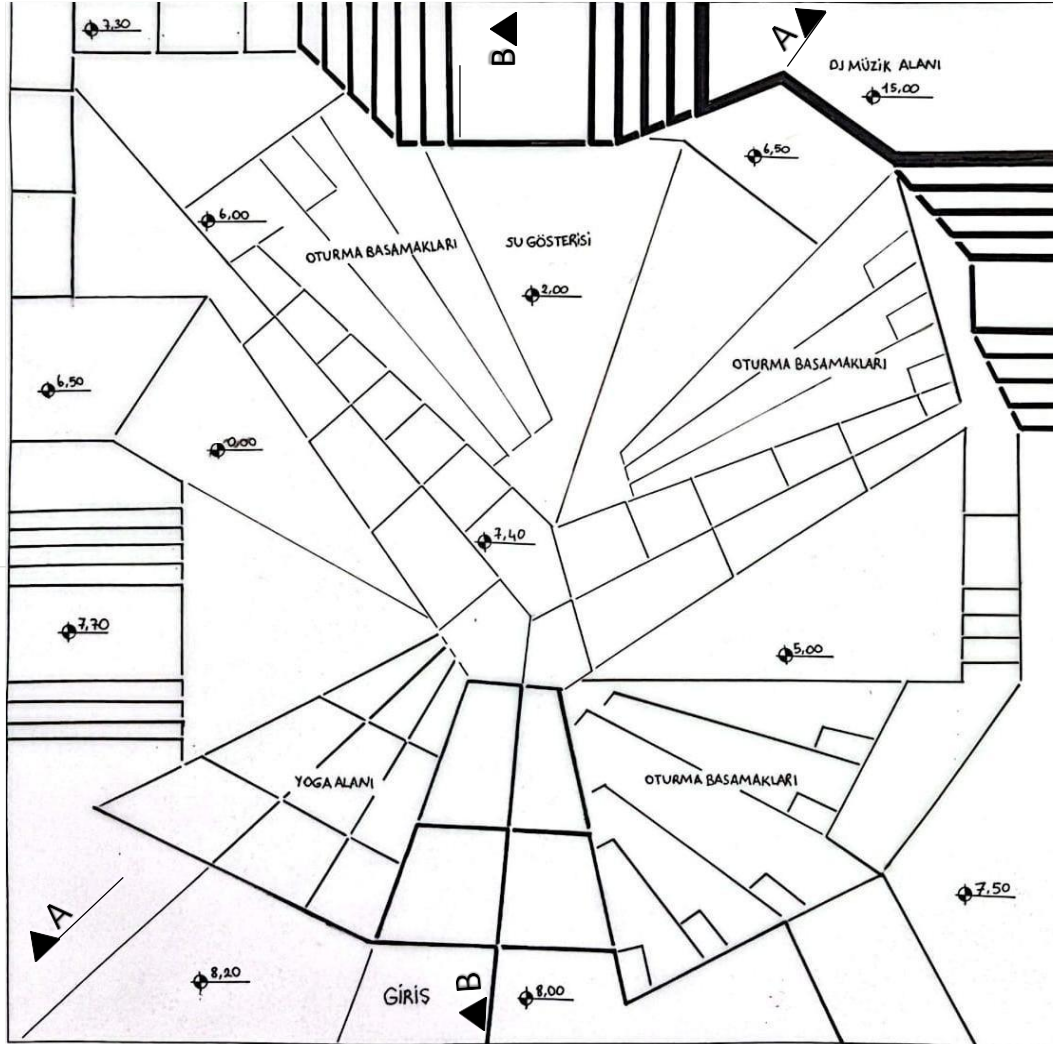 7,30
B
A
DJ MÜZİK ALANI
15,00
6,50
6,00
OTURMA BASAMAKLARI
SU GÖSTERİSİ
2,00
OTURMA BASAMAKLARI
6,50
0,00
7,40
7,70
5,00
YOGA ALANI
OTURMA BASAMAKLARI
A
7,50
8,20
GİRİŞ
B
8,00